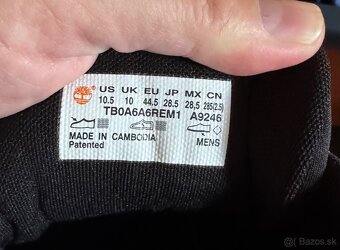 US UK EU JP MX CN
10.5 10 44.5 28.5 28.5 285(2.5)
TB0A6A6REM1 A9246
MADE IN CAMBODIA MENS
Patented
Bazos.sk